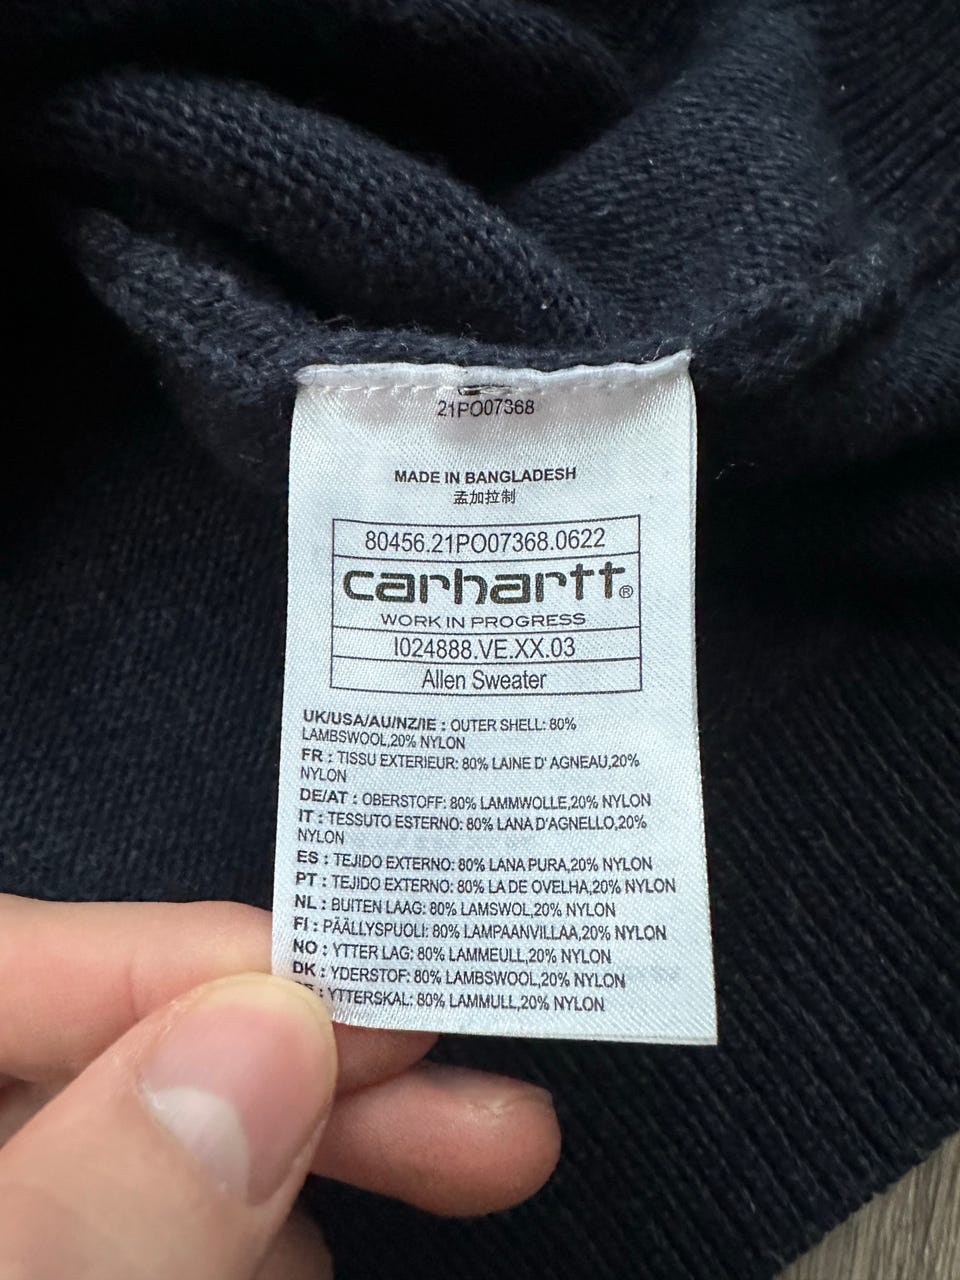 21PO07368
MADE IN BANGLADESH
孟加拉制
80456.21PO07368.0622
carhartt®
WORK IN PROGRESS
I024888.VE.XX.03
Allen Sweater
UK/USA/AU/NZ/IE : OUTER SHELL: 80%
LAMBSWOOL,20% NYLON
FR : TISSU EXTERIEUR: 80% LAINE D' AGNEAU,20%
NYLON
DE/AT : OBERSTOFF: 80% LAMMWOLLE,20% NYLON
IT : TESSUTO ESTERNO: 80% LANA D'AGNELLO,20%
NYLON
ES : TEJIDO EXTERNO: 80% LANA PURA,20% NYLON
PT : TEJIDO EXTERNO: 80% LA DE OVELHA,20% NYLON
NL : BUITEN LAAG: 80% LAMSWOL,20% NYLON
FI : PÄÄLLYSPUOLI: 80% LAMPAANVILLAA,20% NYLON
NO : YTTER LAG: 80% LAMMEULL,20% NYLON
DK : YDERSTOF: 80% LAMBSWOOL,20% NYLON
: YTTERSKAL: 80% LAMMULL,20% NYLON